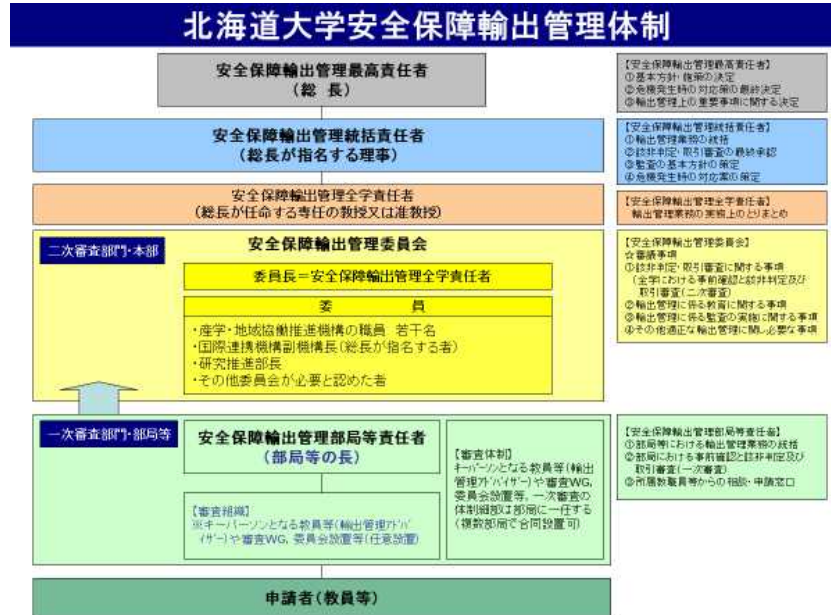 北海道大学安全保障輸出管理体制
安全保障輸出管理最高責任者
(総 長)
【安全保障輸出管理最高責任者】
①基本方針・施策の決定
②危機発生時の対応策の最終決定
③輸出管理上の重要事項に関する決定
安全保障輸出管理統括責任者
(総長が指名する理事)
【安全保障輸出管理統括責任者】
①輸出管理業務の統括
②該非判定・取引審査の最終承認
③監査の基本方針の策定
④危機発生時の対応案の策定
安全保障輸出管理全学責任者
(総長が任命する専任の教授又は准教授)
【安全保障輸出管理全学責任者】
輸出管理業務の実務上のとりまとめ
二次審査部門・本部
安全保障輸出管理委員会
委員長＝安全保障輸出管理全学責任者
委 員
・産学・地域協働推進機構の職員 若干名
・国際連携機構副機構長(総長が指名する者)
・研究推進部長
・その他委員会が必要と認めた者
【安全保障輸出管理委員会】
☆審議事項
①該非判定・取引審査に関する事項
(全学における事前確認と該非判定及び
取引審査(二次審査)
②輸出管理に係る教育に関する事項
③輸出管理に係る監査の実施に関する事項
④その他適正な輸出管理に関し必要な事項
一次審査部門・部局等
安全保障輸出管理部局等責任者
(部局等の長)
【審査組織】
※キーパーソンとなる教員等(輸出管理アドバ
イザー)や審査WG, 委員会設置等(任意設置)
【審査体制】
キーパーソンとなる教員等(輸出
管理アドバイザー)や審査WG,
委員会設置等, 一次審査の
体制細部は部局に一任する
(複数部局で合同設置可)
【安全保障輸出管理部局等責任者】
①部局等における輸出管理業務の統括
②部局における事前確認と該非判定及び
取引審査(一次審査)
③所属教職員等からの相談・申請窓口
申請者(教員等)